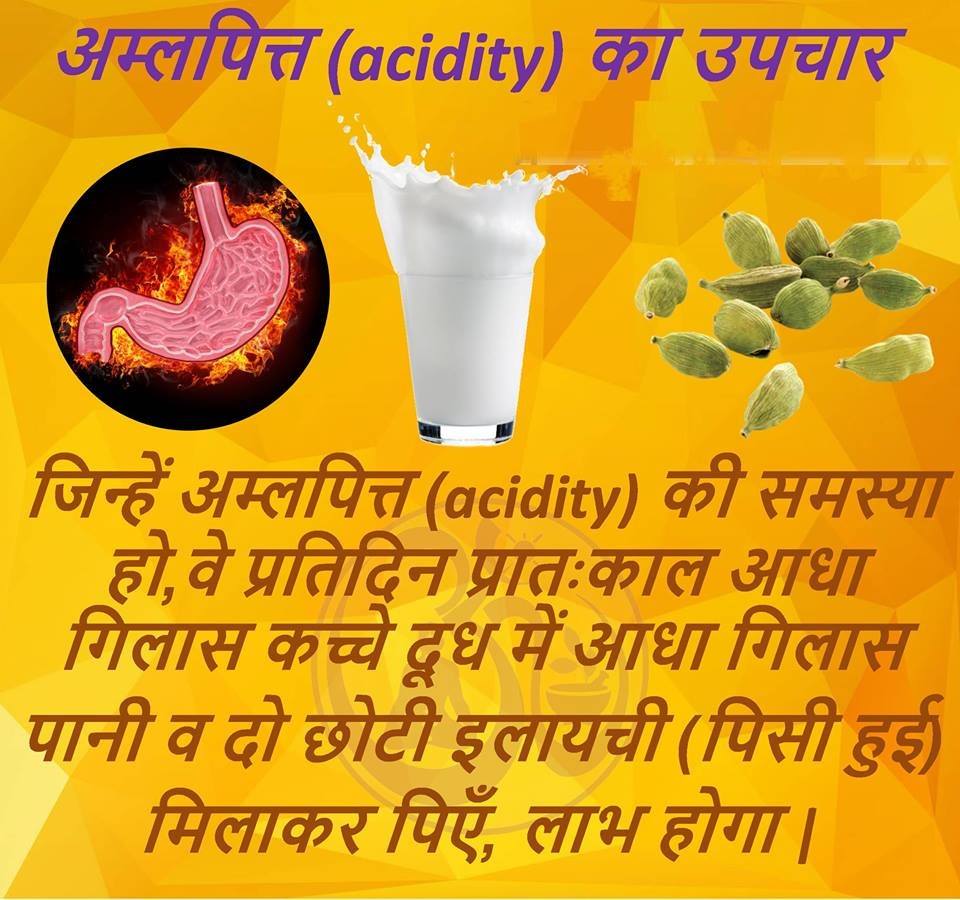 अम्लपित्त (acidity) का उपचार
जिन्हें अम्लपित्त (acidity) की समस्या
हो, वे प्रतिदिन प्रातःकाल आधा
गिलास कच्चे दूध में आधा गिलास
पानी व दो छोटी इलायची (पिसी हुई)
मिलाकर पिएँ, लाभ होगा |